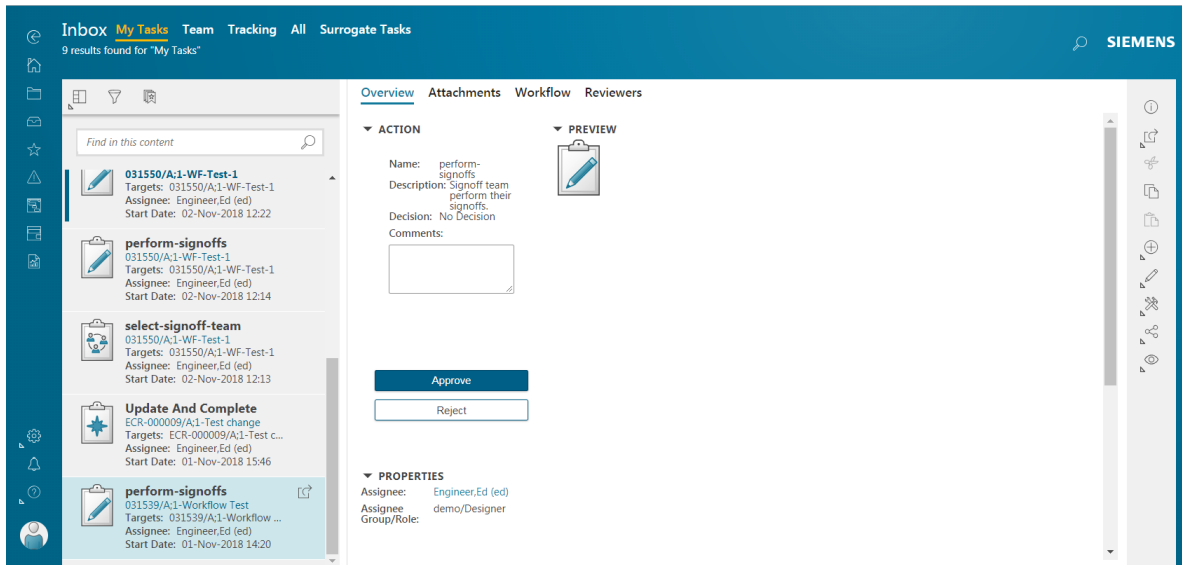 Inbox My Tasks Team Tracking All Surrogate Tasks
9 results found for "My Tasks"
SIEMENS
Find in this content
031550/A;1-WF-Test-1
Targets: 031550/A;1-WF-Test-1
Assignee: Engineer,Ed (ed)
Start Date: 02-Nov-2018 12:22
perform-signoffs
031550/A;1-WF-Test-1
Targets: 031550/A;1-WF-Test-1
Assignee: Engineer,Ed (ed)
Start Date: 02-Nov-2018 12:14
select-signoff-team
031550/A;1-WF-Test-1
Targets: 031550/A;1-WF-Test-1
Assignee: Engineer,Ed (ed)
Start Date: 02-Nov-2018 12:13
Update And Complete
ECR-000009/A;1-Test change
Targets: ECR-000009/A;1-Test c...
Assignee: Engineer,Ed (ed)
Start Date: 01-Nov-2018 15:46
perform-signoffs
031539/A;1-Workflow Test
Targets: 031539/A;1-Workflow ...
Assignee: Engineer,Ed (ed)
Start Date: 01-Nov-2018 14:20
Overview Attachments Workflow Reviewers
ACTION
Name: perform-
signoffs
Description: Signoff team
perform their
signoffs.
Decision: No Decision
Comments:
Approve
Reject
PREVIEW
PROPERTIES
Assignee: Engineer,Ed (ed)
Assignee demo/Designer
Group/Role: